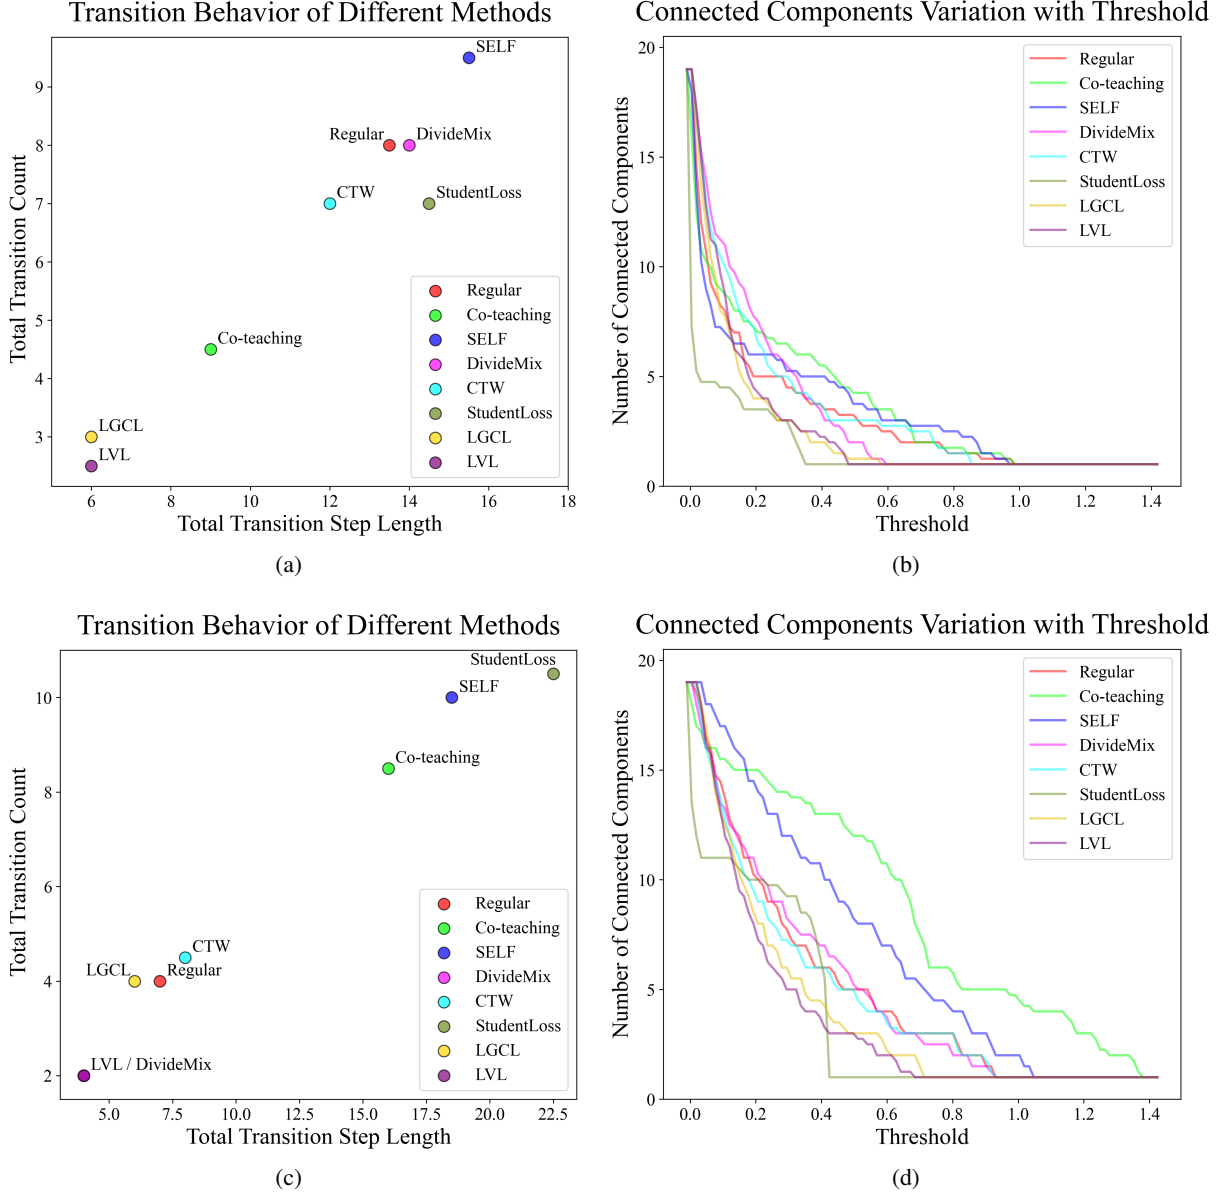 Transition Behavior of Different Methods
Total Transition Count
9
8
7
6
5
4
3
SELF
Regular
DivideMix
CTW
StudentLoss
Co-teaching
LGCL
LVL
Regular
Co-teaching
SELF
DivideMix
CTW
StudentLoss
LGCL
LVL
6
8
10
12
14
16
18
Total Transition Step Length
(a)
Connected Components Variation with Threshold
Number of Connected Components
20
15
10
5
0
Regular
Co-teaching
SELF
DivideMix
CTW
StudentLoss
LGCL
LVL
0.0
0.2
0.4
0.6
0.8
1.0
1.2
1.4
Threshold
(b)
Transition Behavior of Different Methods
Total Transition Count
10
8
6
4
2
StudentLoss
SELF
Co-teaching
CTW
LGCL
Regular
LVL / DivideMix
Regular
Co-teaching
SELF
DivideMix
CTW
StudentLoss
LGCL
LVL
5.0
7.5
10.0
12.5
15.0
17.5
20.0
22.5
Total Transition Step Length
(c)
Connected Components Variation with Threshold
Number of Connected Components
20
15
10
5
0
Regular
Co-teaching
SELF
DivideMix
CTW
StudentLoss
LGCL
LVL
0.0
0.2
0.4
0.6
0.8
1.0
1.2
1.4
Threshold
(d)